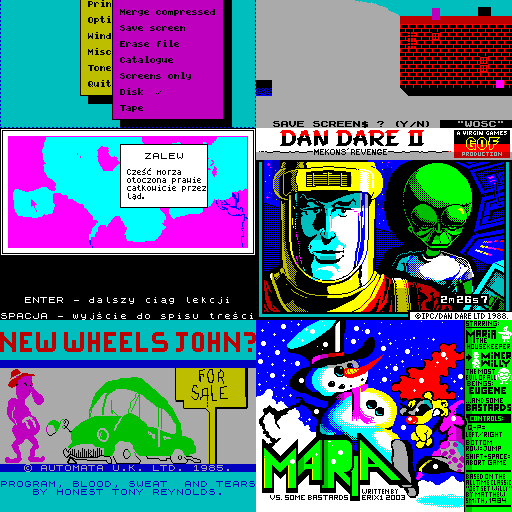 Prin
Opti
Wind
Misc
Tone
Quit
Merge compressed
Save screen
Erase file
Catalogue
Screens only
Disk ✓
Tape
SAVE SCREEN$ ? (Y/N) "WOSC"
ZALEW
Cześć morza
otoczona prawie
całkowicie przez
ląd.
ENTER - dalszy ciąg lekcji
SPACJA - wyjście do spisu treści
DAN DARE II
MEKONS' REVENGE
A VIRGIN GAMES
GOF
PRODUCTION
2m26s7
©IPC/DAN DARE LTD 1988.
NEW WHEELS JOHN?
FOR
SALE
© AUTOMATA U.K. LTD. 1985.
PROGRAM, BLOOD, SWEAT AND TEARS
BY HONEST TONY REYNOLDS.
MARIA
VS. SOME BASTARDS
WRITTEN BY
ERIX1 2003
STARRING:
MARIA
THE
HOUSEKEEPER
MINER
WILLY
THE MOST
EVIL OF ALL
BEINGS:
EUGENE
...AND SOME
BASTARDS
CONTROLS:
Q-P=
LEFT/RIGHT
BOTTOM
ROW=JUMP
SHIFT+SPACE=
ABORT GAME
BASED ON THE
ALL TIME CLASSIC
"JET SET WILLY"
BY MATTHEW
SMITH, 1984